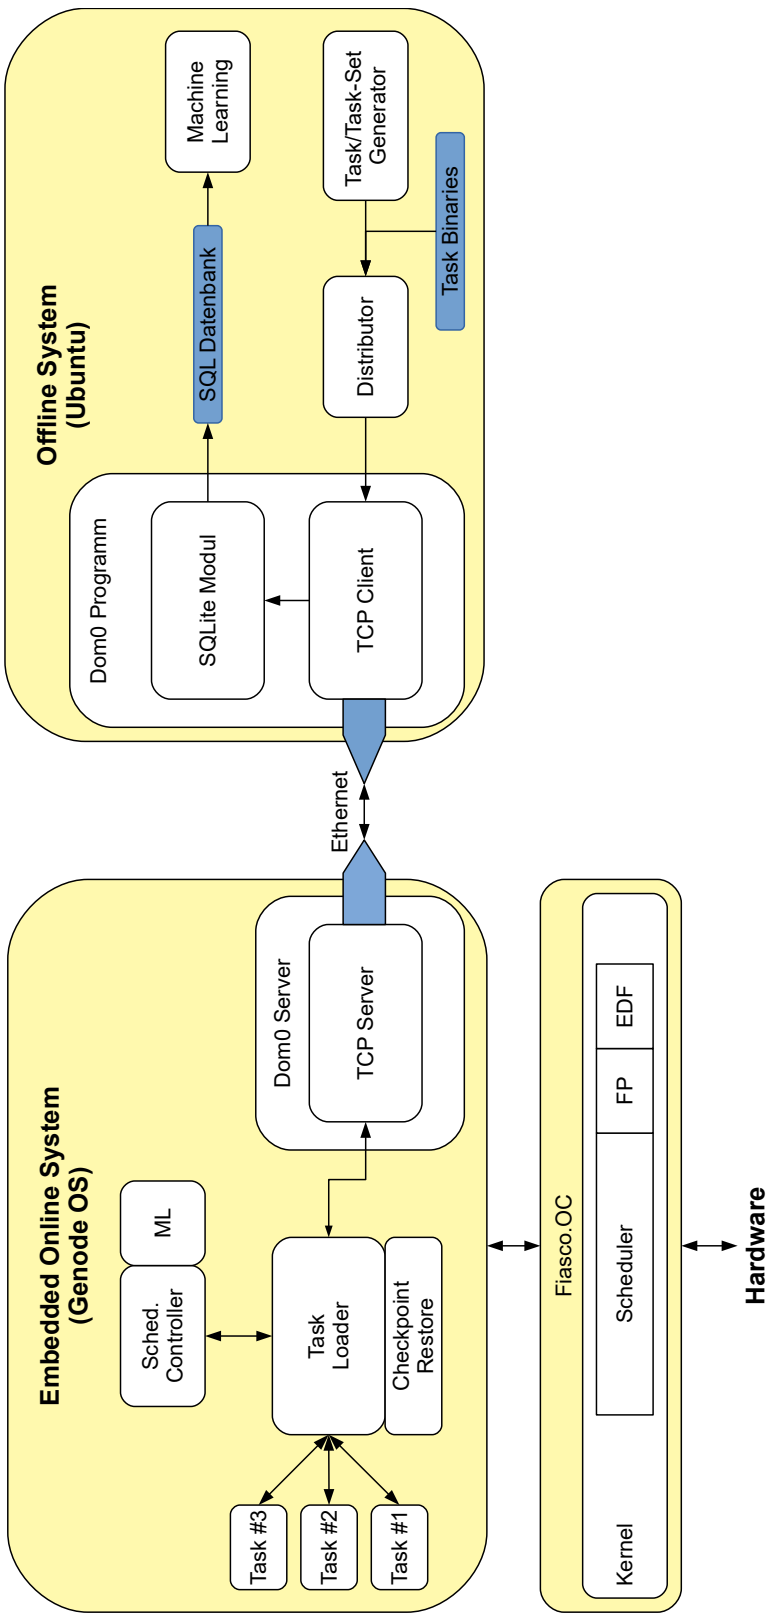 Embedded Online System
(Genode OS)
Sched.
Controller
ML
Task #3
Task #2
Task #1
Task
Loader
Checkpoint
Restore
Dom0 Server
TCP Server
Ethernet
Offline System
(Ubuntu)
Dom0 Programm
SQLite Modul
TCP Client
SQL Datenbank
Machine
Learning
Distributor
Task/Task-Set
Generator
Task Binaries
Fiasco.OC
Kernel
Scheduler
FP
EDF
Hardware